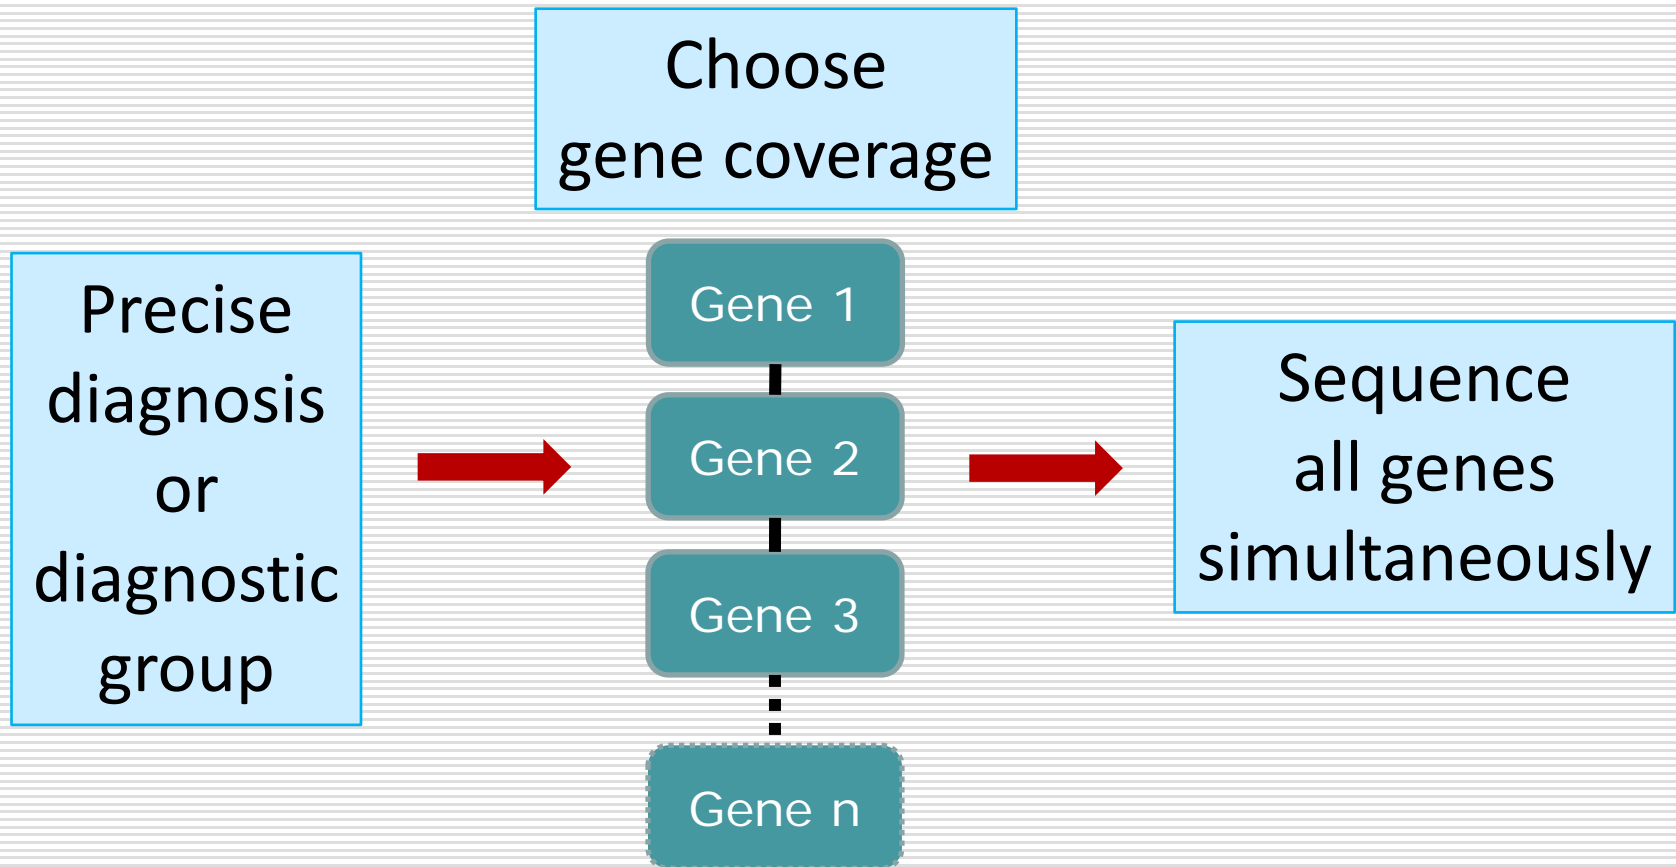 Choose
gene coverage
Precise
diagnosis
or
diagnostic
group
Gene 1
Gene 2
Gene 3
Gene n
Sequence
all genes
simultaneously